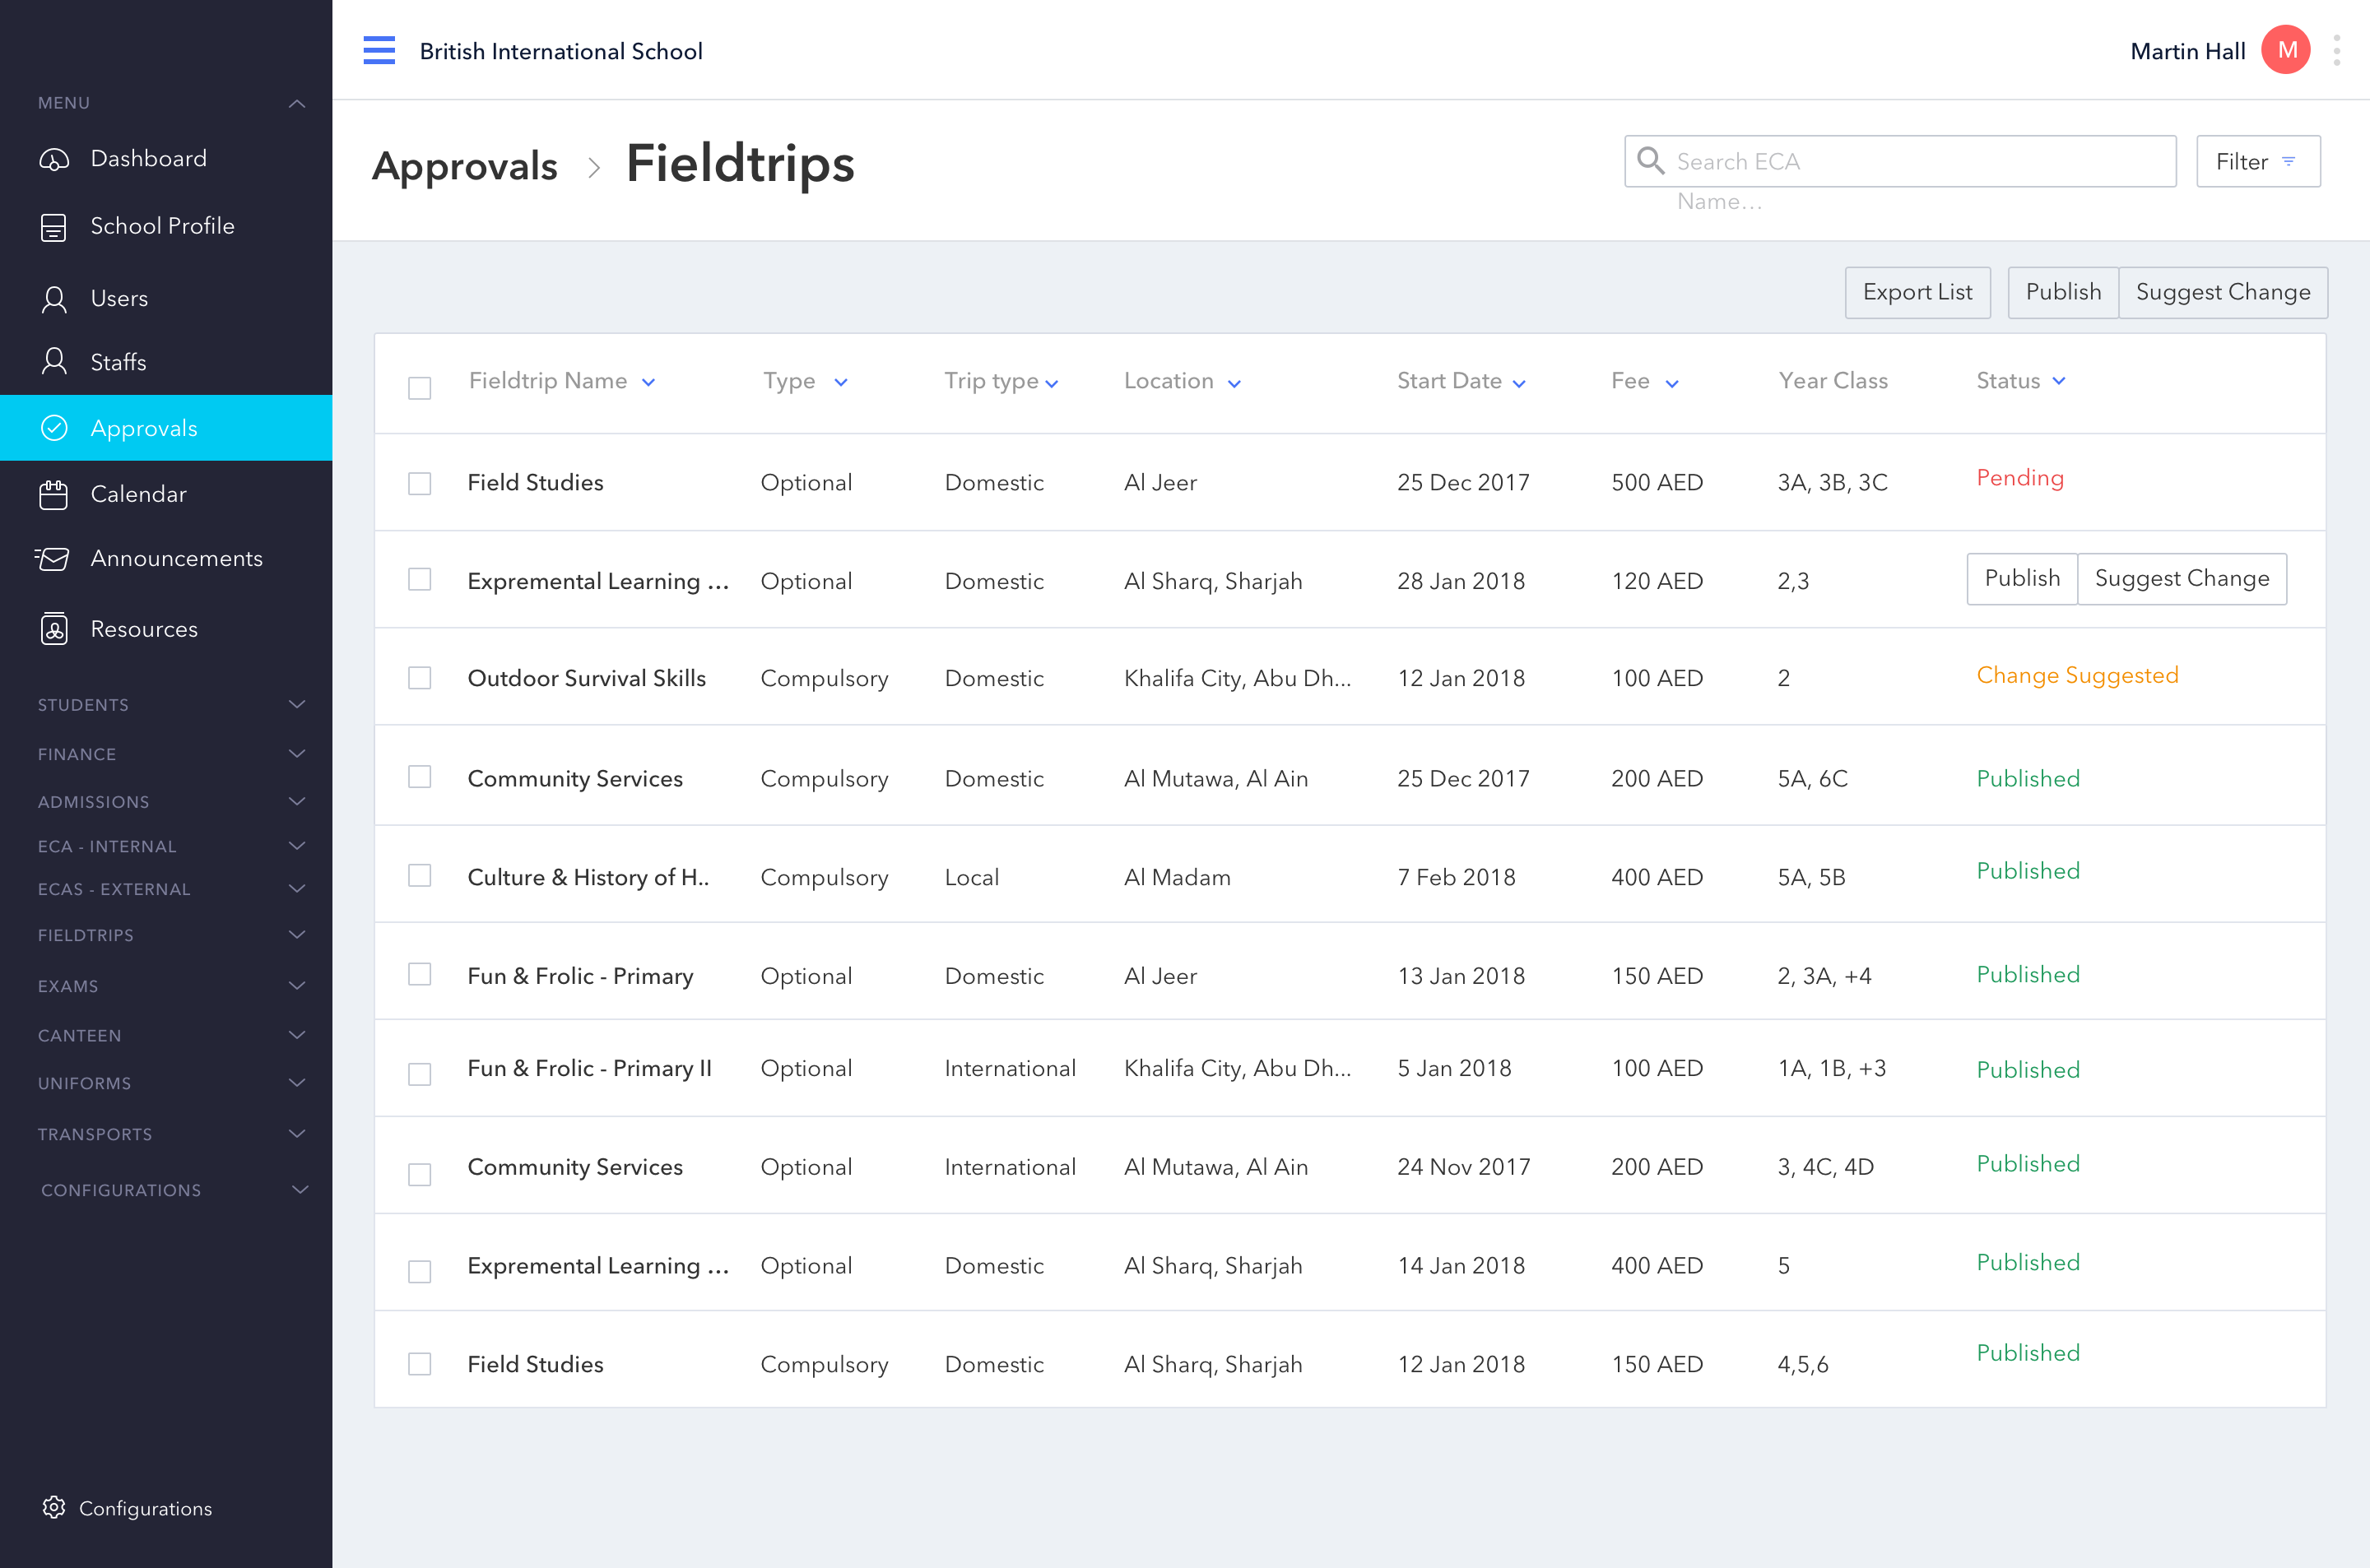 British International School
Martin Hall
M
MENU
Dashboard
School Profile
Users
Staffs
Approvals
Calendar
Announcements
Resources
STUDENTS
FINANCE
ADMISSIONS
ECA - INTERNAL
ECAS - EXTERNAL
FIELDTRIPS
EXAMS
CANTEEN
UNIFORMS
TRANSPORTS
CONFIGURATIONS
Configurations
Approvals > Fieldtrips
Search ECA
Name...
Filter
Export List Publish Suggest Change
Fieldtrip Name Type Trip type Location Start Date Fee Year Class Status
Field Studies Optional Domestic Al Jeer 25 Dec 2017 500 AED 3A, 3B, 3C Pending
Expremental Learning ... Optional Domestic Al Sharq, Sharjah 28 Jan 2018 120 AED 2,3 Publish Suggest Change
Outdoor Survival Skills Compulsory Domestic Khalifa City, Abu Dh... 12 Jan 2018 100 AED 2 Change Suggested
Community Services Compulsory Domestic Al Mutawa, Al Ain 25 Dec 2017 200 AED 5A, 6C Published
Culture & History of H.. Compulsory Local Al Madam 7 Feb 2018 400 AED 5A, 5B Published
Fun & Frolic - Primary Optional Domestic Al Jeer 13 Jan 2018 150 AED 2, 3A, +4 Published
Fun & Frolic - Primary II Optional International Khalifa City, Abu Dh... 5 Jan 2018 100 AED 1A, 1B, +3 Published
Community Services Optional International Al Mutawa, Al Ain 24 Nov 2017 200 AED 3, 4C, 4D Published
Expremental Learning ... Optional Domestic Al Sharq, Sharjah 14 Jan 2018 400 AED 5 Published
Field Studies Compulsory Domestic Al Sharq, Sharjah 12 Jan 2018 150 AED 4,5,6 Published